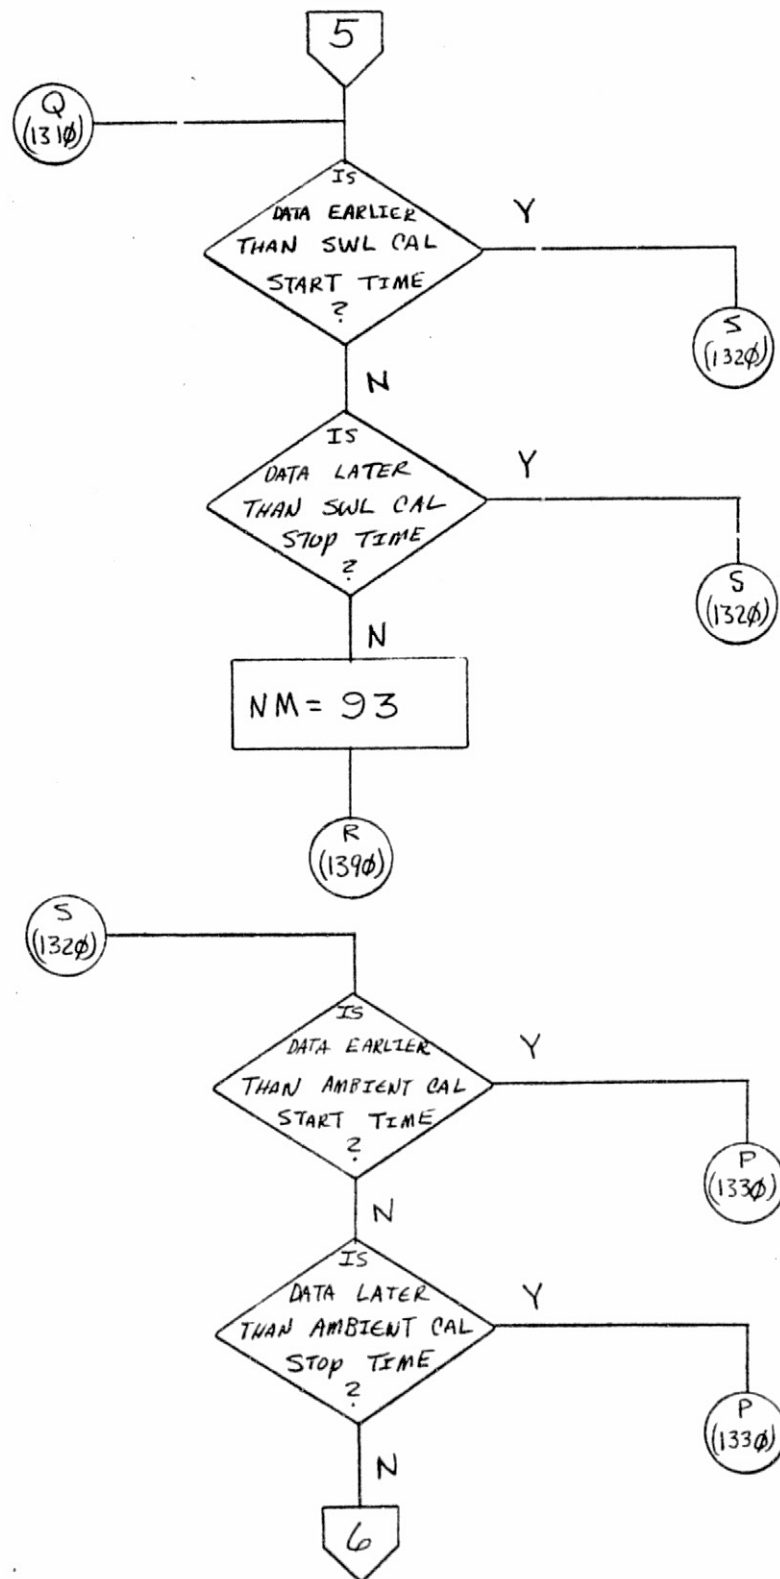 5
Q
(131Ø)
IS
DATA EARLIER
THAN SWL CAL
START TIME
?
Y
S
(132Ø)
N
IS
DATA LATER
THAN SWL CAL
STOP TIME
?
Y
S
(132Ø)
N
NM = 93
R
(139Ø)
S
(132Ø)
IS
DATA EARLIER
THAN AMBIENT CAL
START TIME
?
Y
P
(133Ø)
N
IS
DATA LATER
THAN AMBIENT CAL
STOP TIME
?
Y
P
(133Ø)
N
6